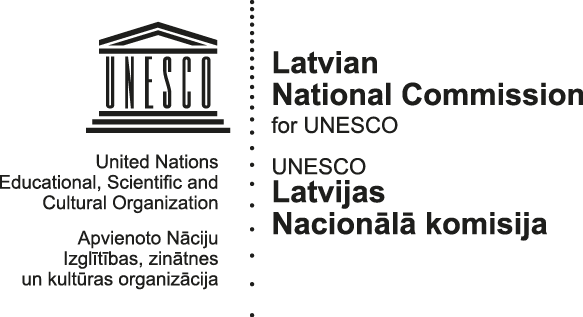 UNESCO
United Nations
Educational, Scientific and
Cultural Organization
Apvienoto Nāciju
Izglītības, zinātnes
un kultūras organizācija
Latvian
National Commission
for UNESCO
UNESCO
Latvijas
Nacionālā komisija